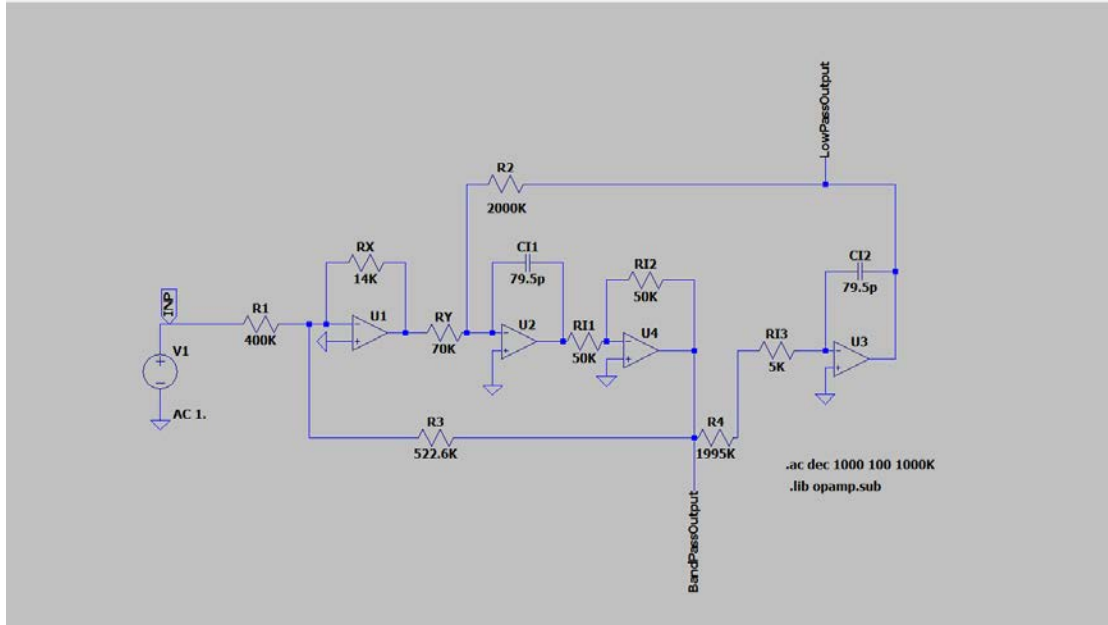 LowPassOutput
R2
2000K
RX
14K
CI1
79.5p
RI2
50K
CI2
79.5p
INP
R1
400K
U1
RY
70K
U2
RI1
50K
U4
RI3
5K
U3
V1
AC 1.
R3
522.6K
R4
1995K
BandPassOutput
.ac dec 1000 100 1000K
.lib opamp.sub